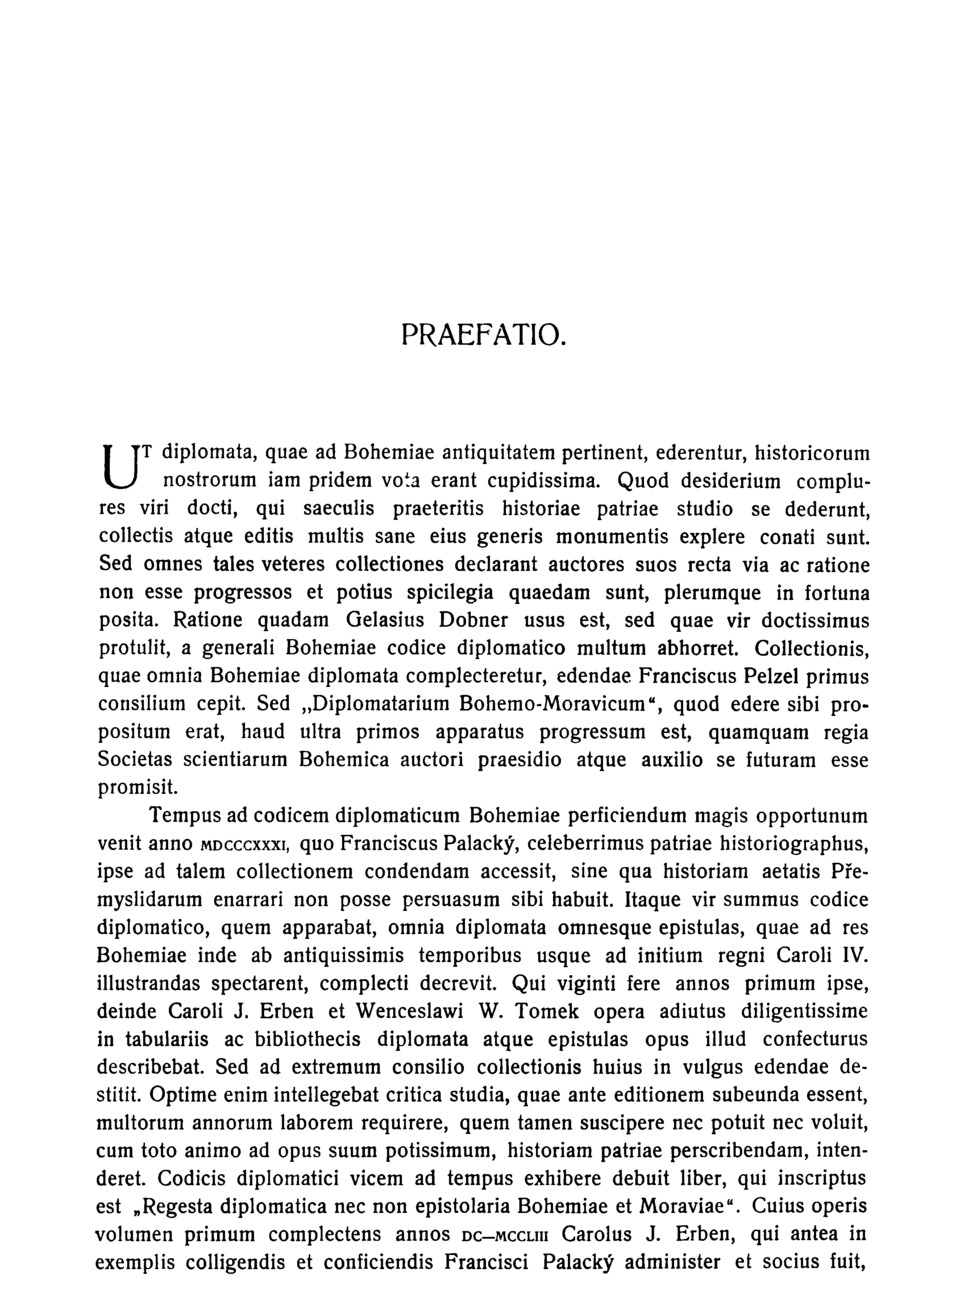 PRAEFATIO.
UT diplomata, quae ad Bohemiae antiquitatem pertinent, ederentur, historicorum
nostrorum iam pridem vota erant cupidissima. Quod desiderium complu-
res viri docti, qui saeculis praeteritis historiae patriae studio se dederunt,
collectis atque editis multis sane eius generis monumentis explere conati sunt.
Sed omnes tales veteres collectiones declarant auctores suos recta via ac ratione
non esse progressos et potius spicilegia quaedam sunt, plerumque in fortuna
posita. Ratione quadam Gelasius Dobner usus est, sed quae vir doctissimus
protulit, a generali Bohemiae codice diplomatico multum abhorret. Collectionis,
quae omnia Bohemiae diplomata complecteretur, edendae Franciscus Pelzel primus
consilium cepit. Sed ,,Diplomatarium Bohemo-Moravicum“, quod edere sibi pro-
positum erat, haud ultra primos apparatus progressum est, quamquam regia
Societas scientiarum Bohemica auctori praesidio atque auxilio se futuram esse
promisit.
Tempus ad codicem diplomaticum Bohemiae perficiendum magis opportunum
venit anno MDCCCXXXI, quo Franciscus Palacký, celeberrimus patriae historiographus,
ipse ad talem collectionem condendam accessit, sine qua historiam aetatis Pře-
myslidarum enarrari non posse persuasum sibi habuit. Itaque vir summus codice
diplomatico, quem apparabat, omnia diplomata omnesque epistulas, quae ad res
Bohemiae inde ab antiquissimis temporibus usque ad initium regni Caroli IV.
illustrandas spectarent, complecti decrevit. Qui viginti fere annos primum ipse,
deinde Caroli J. Erben et Wenceslawi W. Tomek opera adiutus diligentissime
in tabulariis ac bibliothecis diplomata atque epistulas opus illud confecturus
describebat. Sed ad extremum consilio collectionis huius in vulgus edendae de-
stitit. Optime enim intellegebat critica studia, quae ante editionem subeunda essent,
multorum annorum laborem requirere, quem tamen suscipere nec potuit nec voluit,
cum toto animo ad opus suum potissimum, historiam patriae perscribendam, inten-
deret. Codicis diplomatici vicem ad tempus exhibere debuit liber, qui inscriptus
est „Regesta diplomatica nec non epistolaria Bohemiae et Moraviae“. Cuius operis
volumen primum complectens annos DC—MCCLIII Carolus J. Erben, qui antea in
exemplis colligendis et conficiendis Francisci Palacký administer et socius fuit,